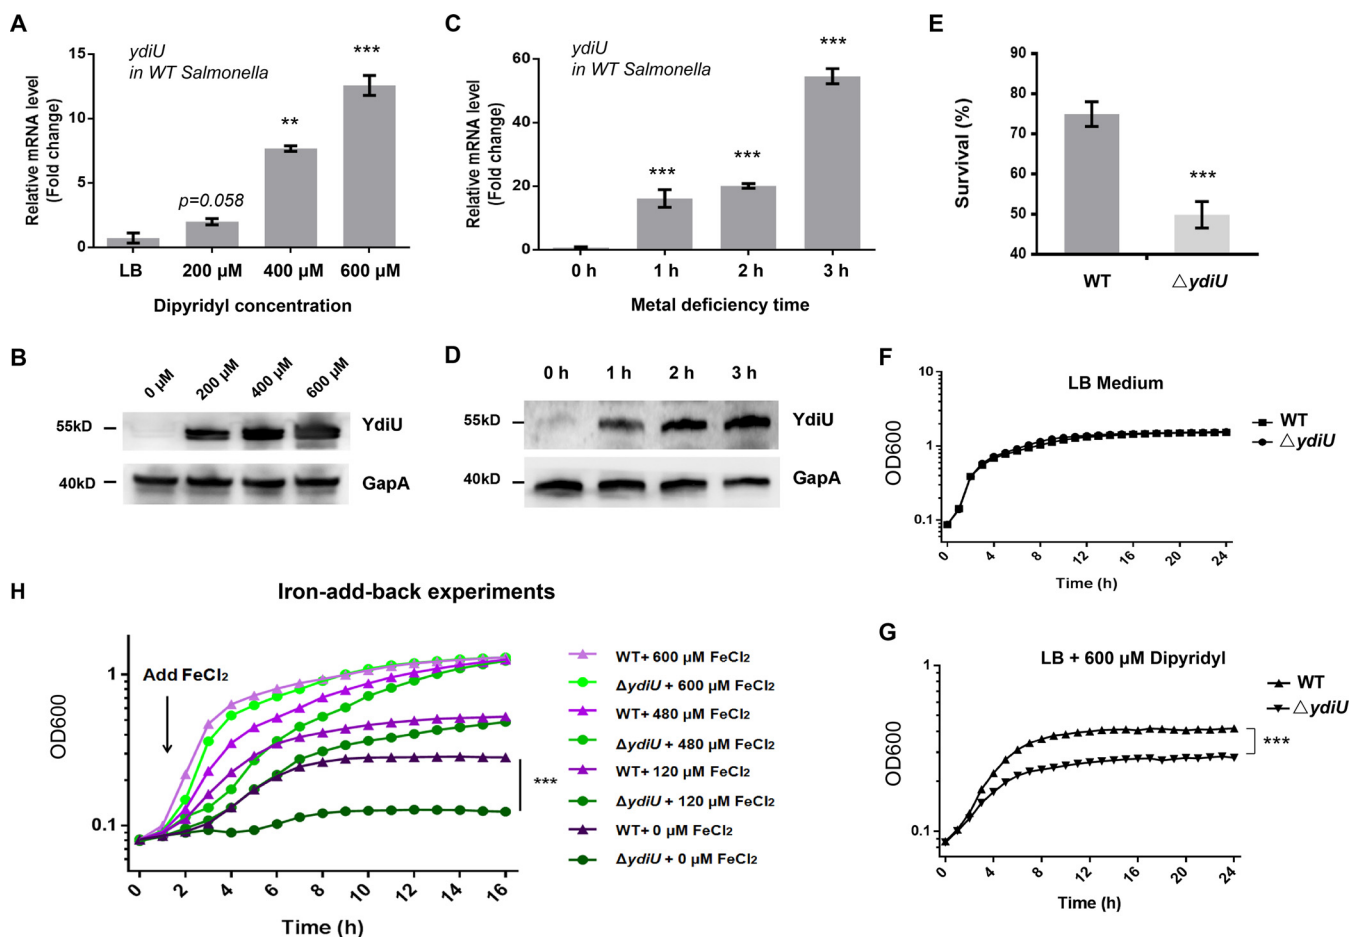 A
ydiU
in WT Salmonella
Relative mRNA level
(Fold change)
15
10
5
0
p=0.058
**
***
LB
200 μM
400 μM
600 μM
Dipyridyl concentration
C
ydiU
in WT Salmonella
Relative mRNA level
(Fold change)
60
40
20
0
***
***
***
0 h
1 h
2 h
3 h
Metal deficiency time
E
Survival (%)
90
80
70
60
50
40
***
WT
△ydiU
B
0 μM
200 μM
400 μM
600 μM
55kD
YdiU
40kD
GapA
D
0 h
1 h
2 h
3 h
55kD
YdiU
40kD
GapA
F
LB Medium
OD600
10
1
0.1
0
4
8
12
16
20
24
Time (h)
WT
△ydiU
H
Iron-add-back experiments
Add FeCl₂
OD600
1
0.1
0
2
4
6
8
10
12
14
16
Time (h)
***
WT+ 600 μM FeCl₂
ΔydiU + 600 μM FeCl₂
WT+ 480 μM FeCl₂
ΔydiU + 480 μM FeCl₂
WT+ 120 μM FeCl₂
ΔydiU + 120 μM FeCl₂
WT+ 0 μM FeCl₂
ΔydiU + 0 μM FeCl₂
G
LB + 600 μM Dipyridyl
OD600
1
0.1
0
4
8
12
16
20
24
Time (h)
WT
△ydiU
***